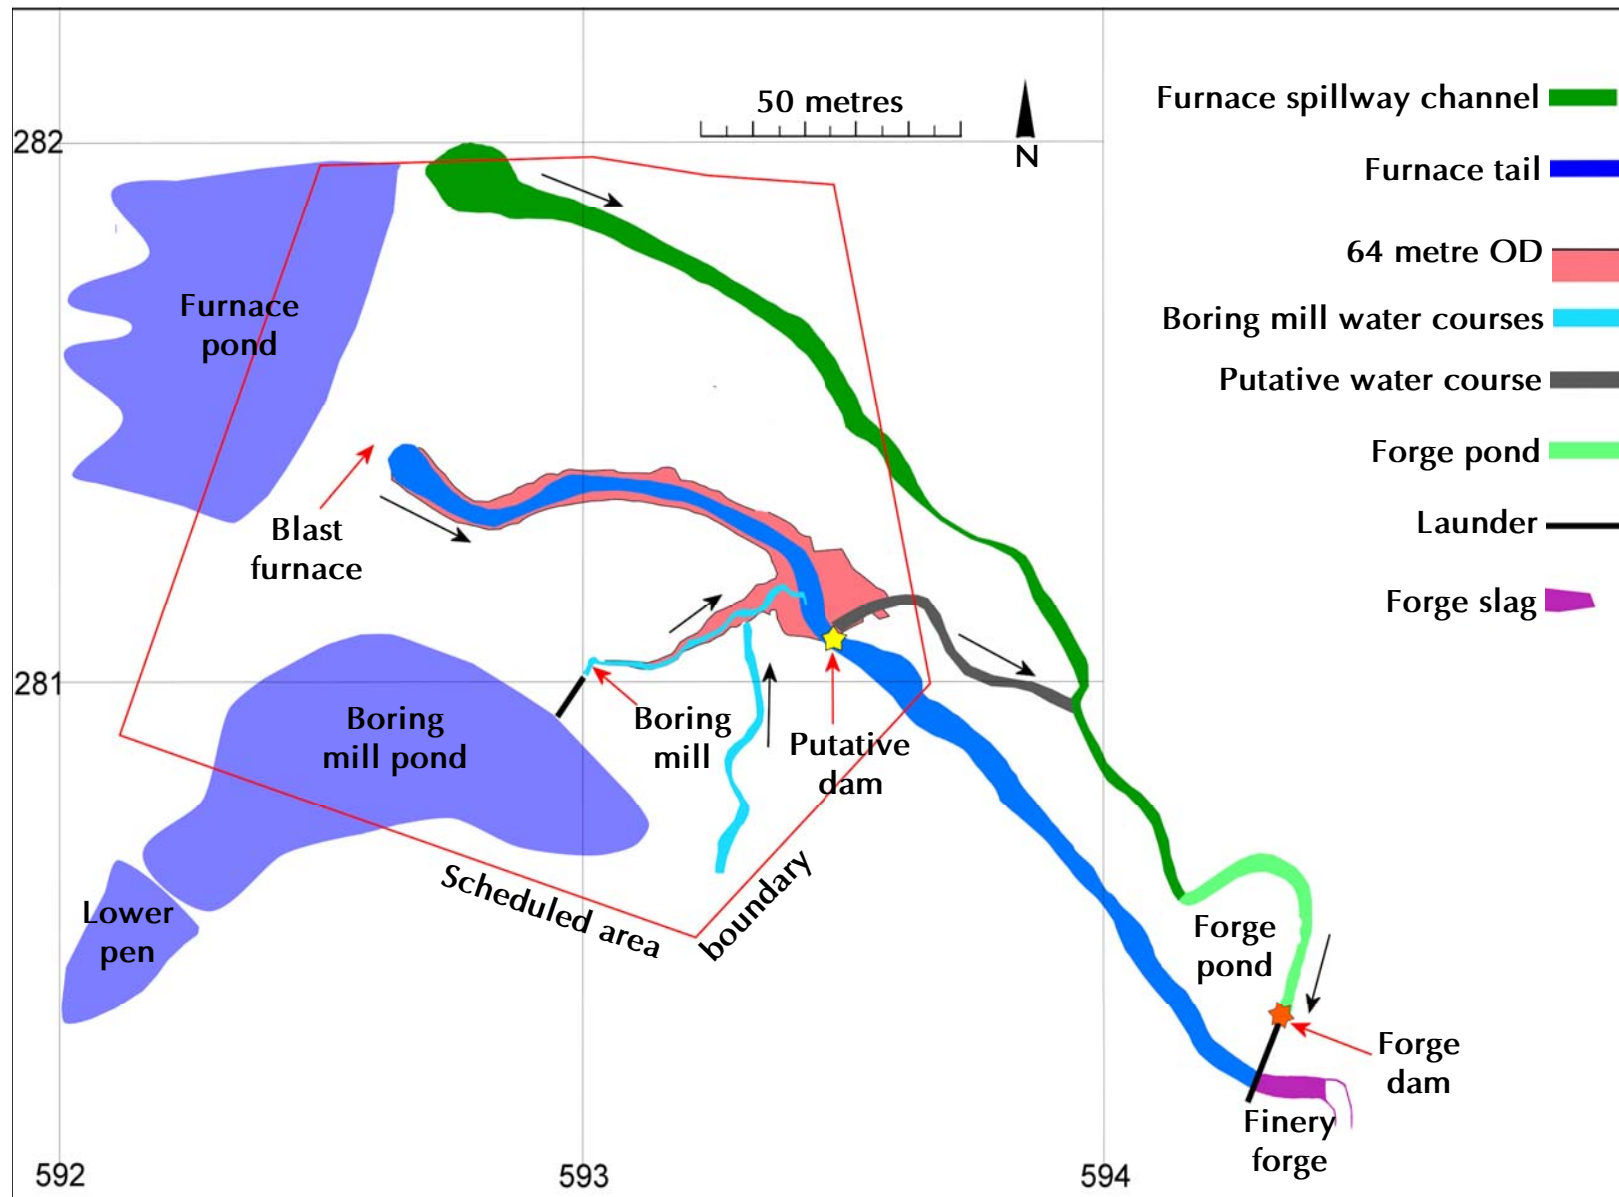 50 metres
N
282
281
592
593
594
Furnace spillway channel
Furnace tail
64 metre OD
Boring mill water courses
Putative water course
Forge pond
Launder
Forge slag
Furnace
pond
Blast
furnace
Boring
mill pond
Boring
mill
Putative
dam
Lower
pen
Scheduled area
boundary
Forge
pond
Forge
dam
Finery
forge